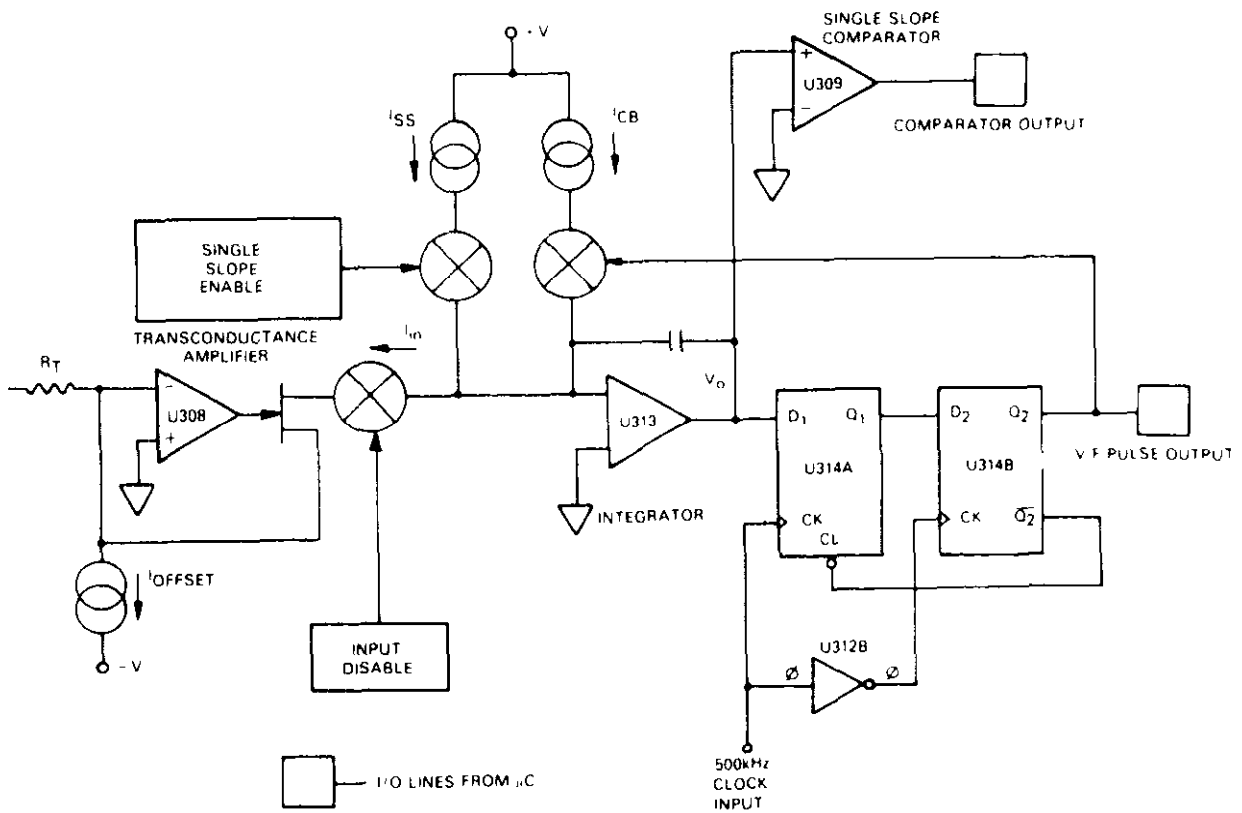 SINGLE SLOPE
COMPARATOR
- V
+
U309
-
COMPARATOR OUTPUT
ISS
ICB
SINGLE
SLOPE
ENABLE
TRANSCONDUCTANCE
AMPLIFIER
Iin
RT
-
U308
+
U313
VO
D1
Q1
U314A
CK
CL
D2
Q2
U314B
CK
Q2
V F PULSE OUTPUT
INTEGRATOR
IOFFSET
- V
INPUT
DISABLE
U312B
Ø
Ø
500kHz
CLOCK
INPUT
I/O LINES FROM μC